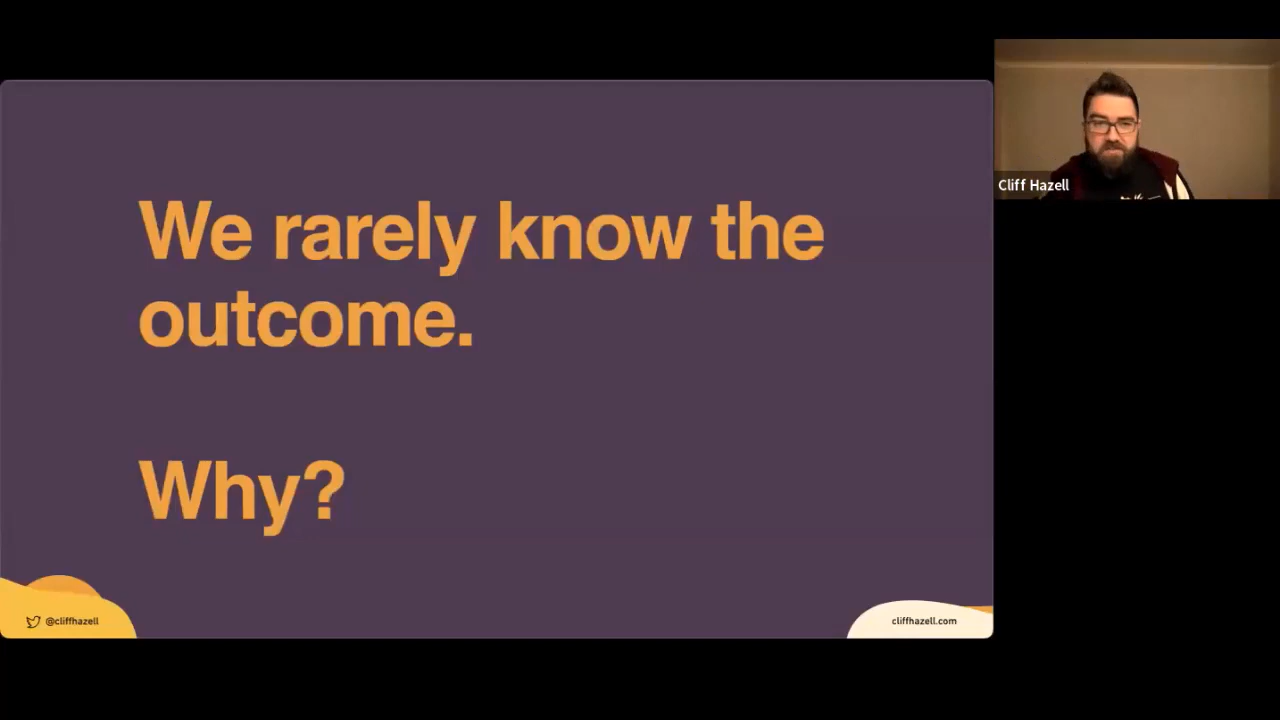 We rarely know the
outcome.
Why?
@cliffhazell
cliffhazell.com
Cliff Hazell